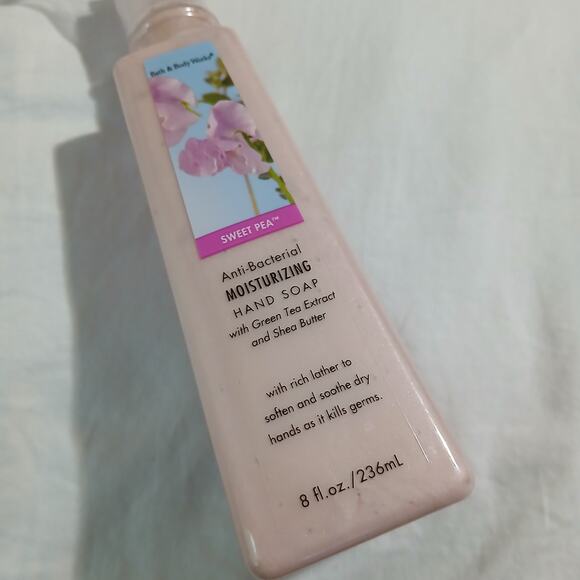 Bath & Body Works®
SWEET PEA™
Anti-Bacterial
MOISTURIZING
HAND SOAP
with Green Tea Extract
and Shea Butter
with rich lather to
soften and soothe dry
hands as it kills germs.
8 fl.oz./236mL